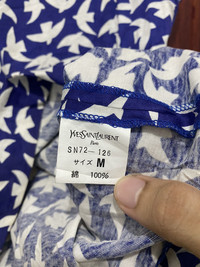 YVESSAINTLAURENT
Paris
SN72-126
サイズ M
綿 100%